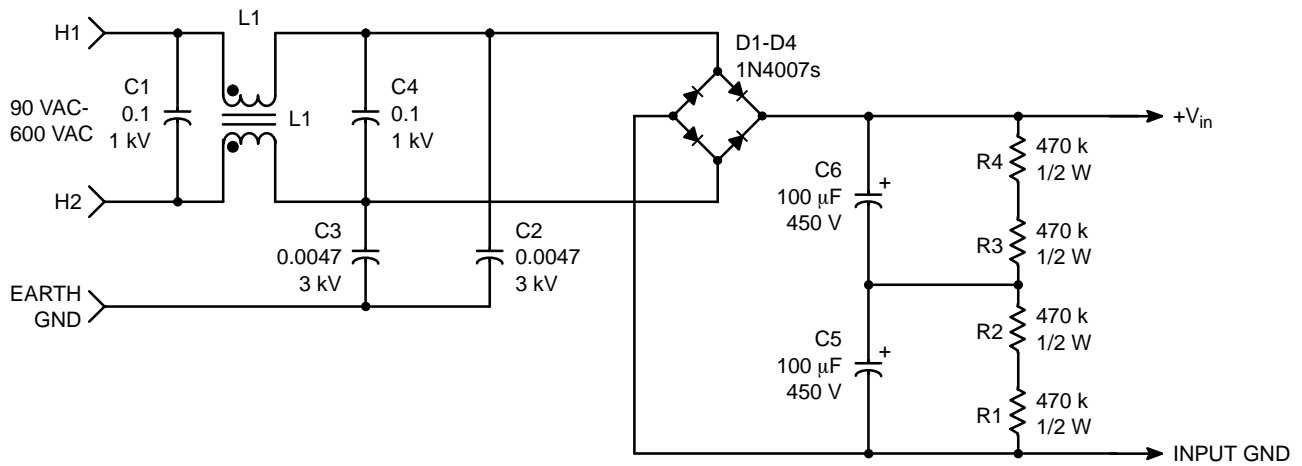 L1
H1
D1-D4
1N4007s
90 VAC-
600 VAC
C1
0.1
1 kV
L1
C4
0.1
1 kV
+V_in
C6
100 μF
450 V
+
R4
470 k
1/2 W
H2
C3
0.0047
3 kV
C2
0.0047
3 kV
R3
470 k
1/2 W
EARTH
GND
C5
100 μF
450 V
+
R2
470 k
1/2 W
R1
470 k
1/2 W
INPUT GND